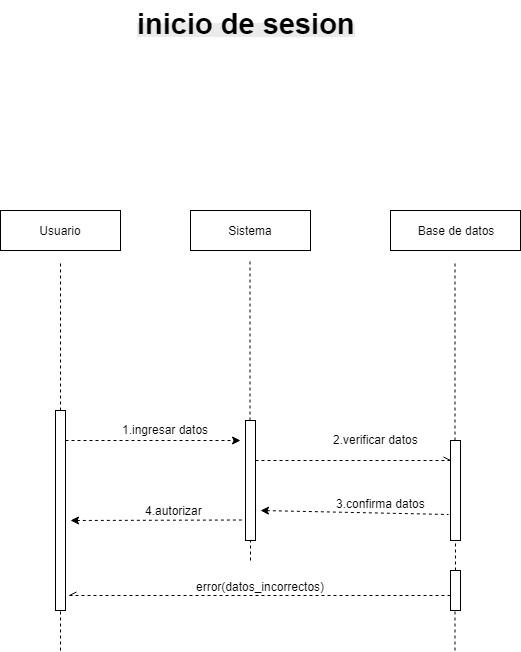 inicio de sesion
Usuario
Sistema
Base de datos
1.ingresar datos
2.verificar datos
3.confirma datos
4.autorizar
error(datos_incorrectos)